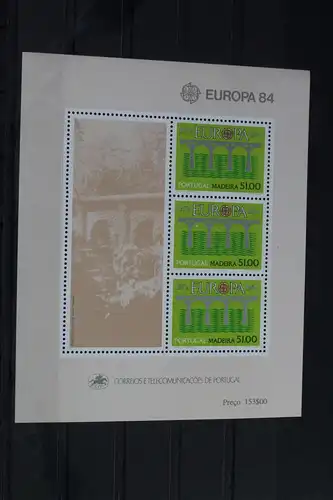 EUROPA 84
EUROPA
PORTUGAL MADEIRA 51.00
EUROPA
PORTUGAL MADEIRA 51.00
EUROPA
PORTUGAL MADEIRA 51.00
CORREIOS E TELECOMUNICAÇÕES DE PORTUGAL
Preço 153$00